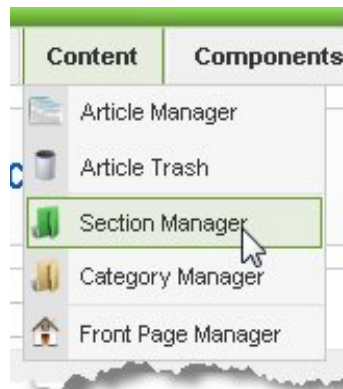 Content Components
Article Manager
Article Trash
Section Manager
Category Manager
Front Page Manager